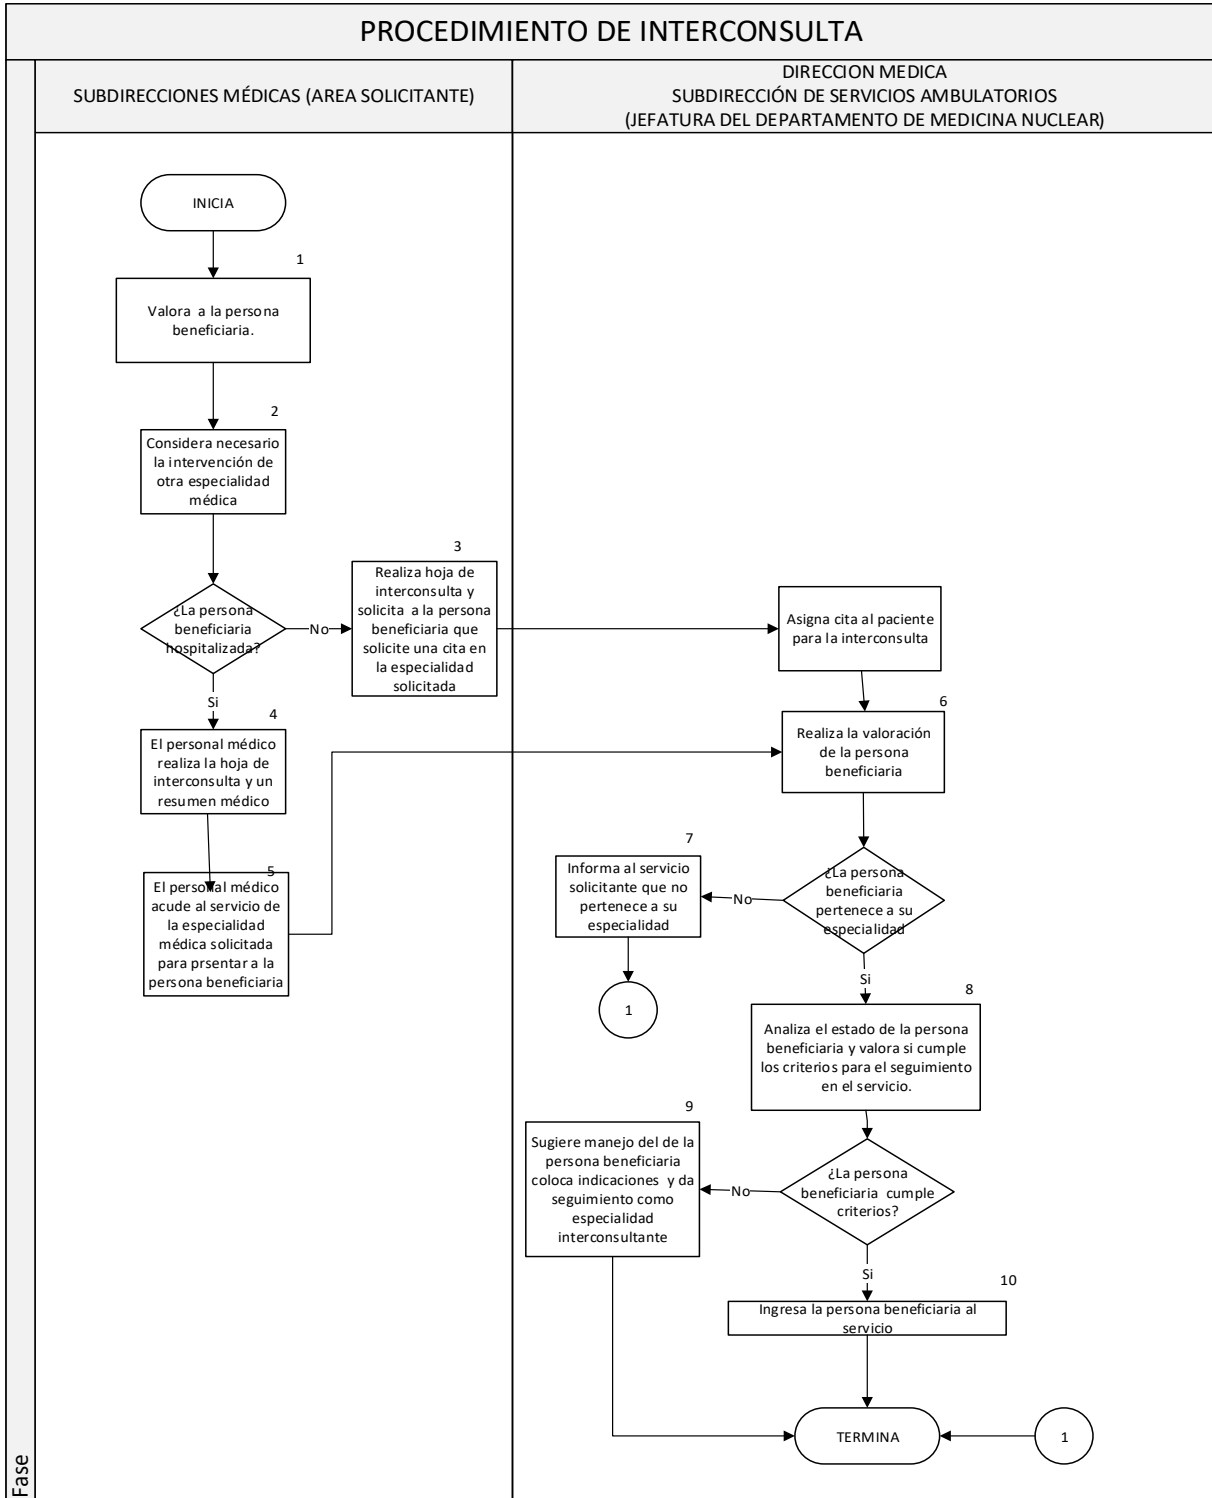 PROCEDIMIENTO DE INTERCONSULTA
SUBDIRECCIONES MÉDICAS (AREA SOLICITANTE)
DIRECCION MEDICA
SUBDIRECCIÓN DE SERVICIOS AMBULATORIOS
(JEFATURA DEL DEPARTAMENTO DE MEDICINA NUCLEAR)
Fase
INICIA
1
Valora a la persona
beneficiaria.
2
Considera necesario
la intervención de
otra especialidad
médica
¿La persona
beneficiaria
hospitalizada?
No
3
Realiza hoja de
interconsulta y
solicita a la persona
beneficiaria que
solicite una cita en
la especialidad
solicitada
Asigna cita al paciente
para la interconsulta
Si
4
El personal médico
realiza la hoja de
interconsulta y un
resumen médico
5
El personal médico
acude al servicio de
la especialidad
médica solicitada
para prsentar a la
persona beneficiaria
6
Realiza la valoración
de la persona
beneficiaria
¿La persona
beneficiaria
pertenece a su
especialidad
No
7
Informa al servicio
solicitante que no
pertenece a su
especialidad
1
Si
8
Analiza el estado de la persona
beneficiaria y valora si cumple
los criterios para el seguimiento
en el servicio.
¿La persona
beneficiaria cumple
criterios?
No
9
Sugiere manejo del de la
persona beneficiaria
coloca indicaciones y da
seguimiento como
especialidad
interconsultante
Si
10
Ingresa la persona beneficiaria al
servicio
TERMINA
1